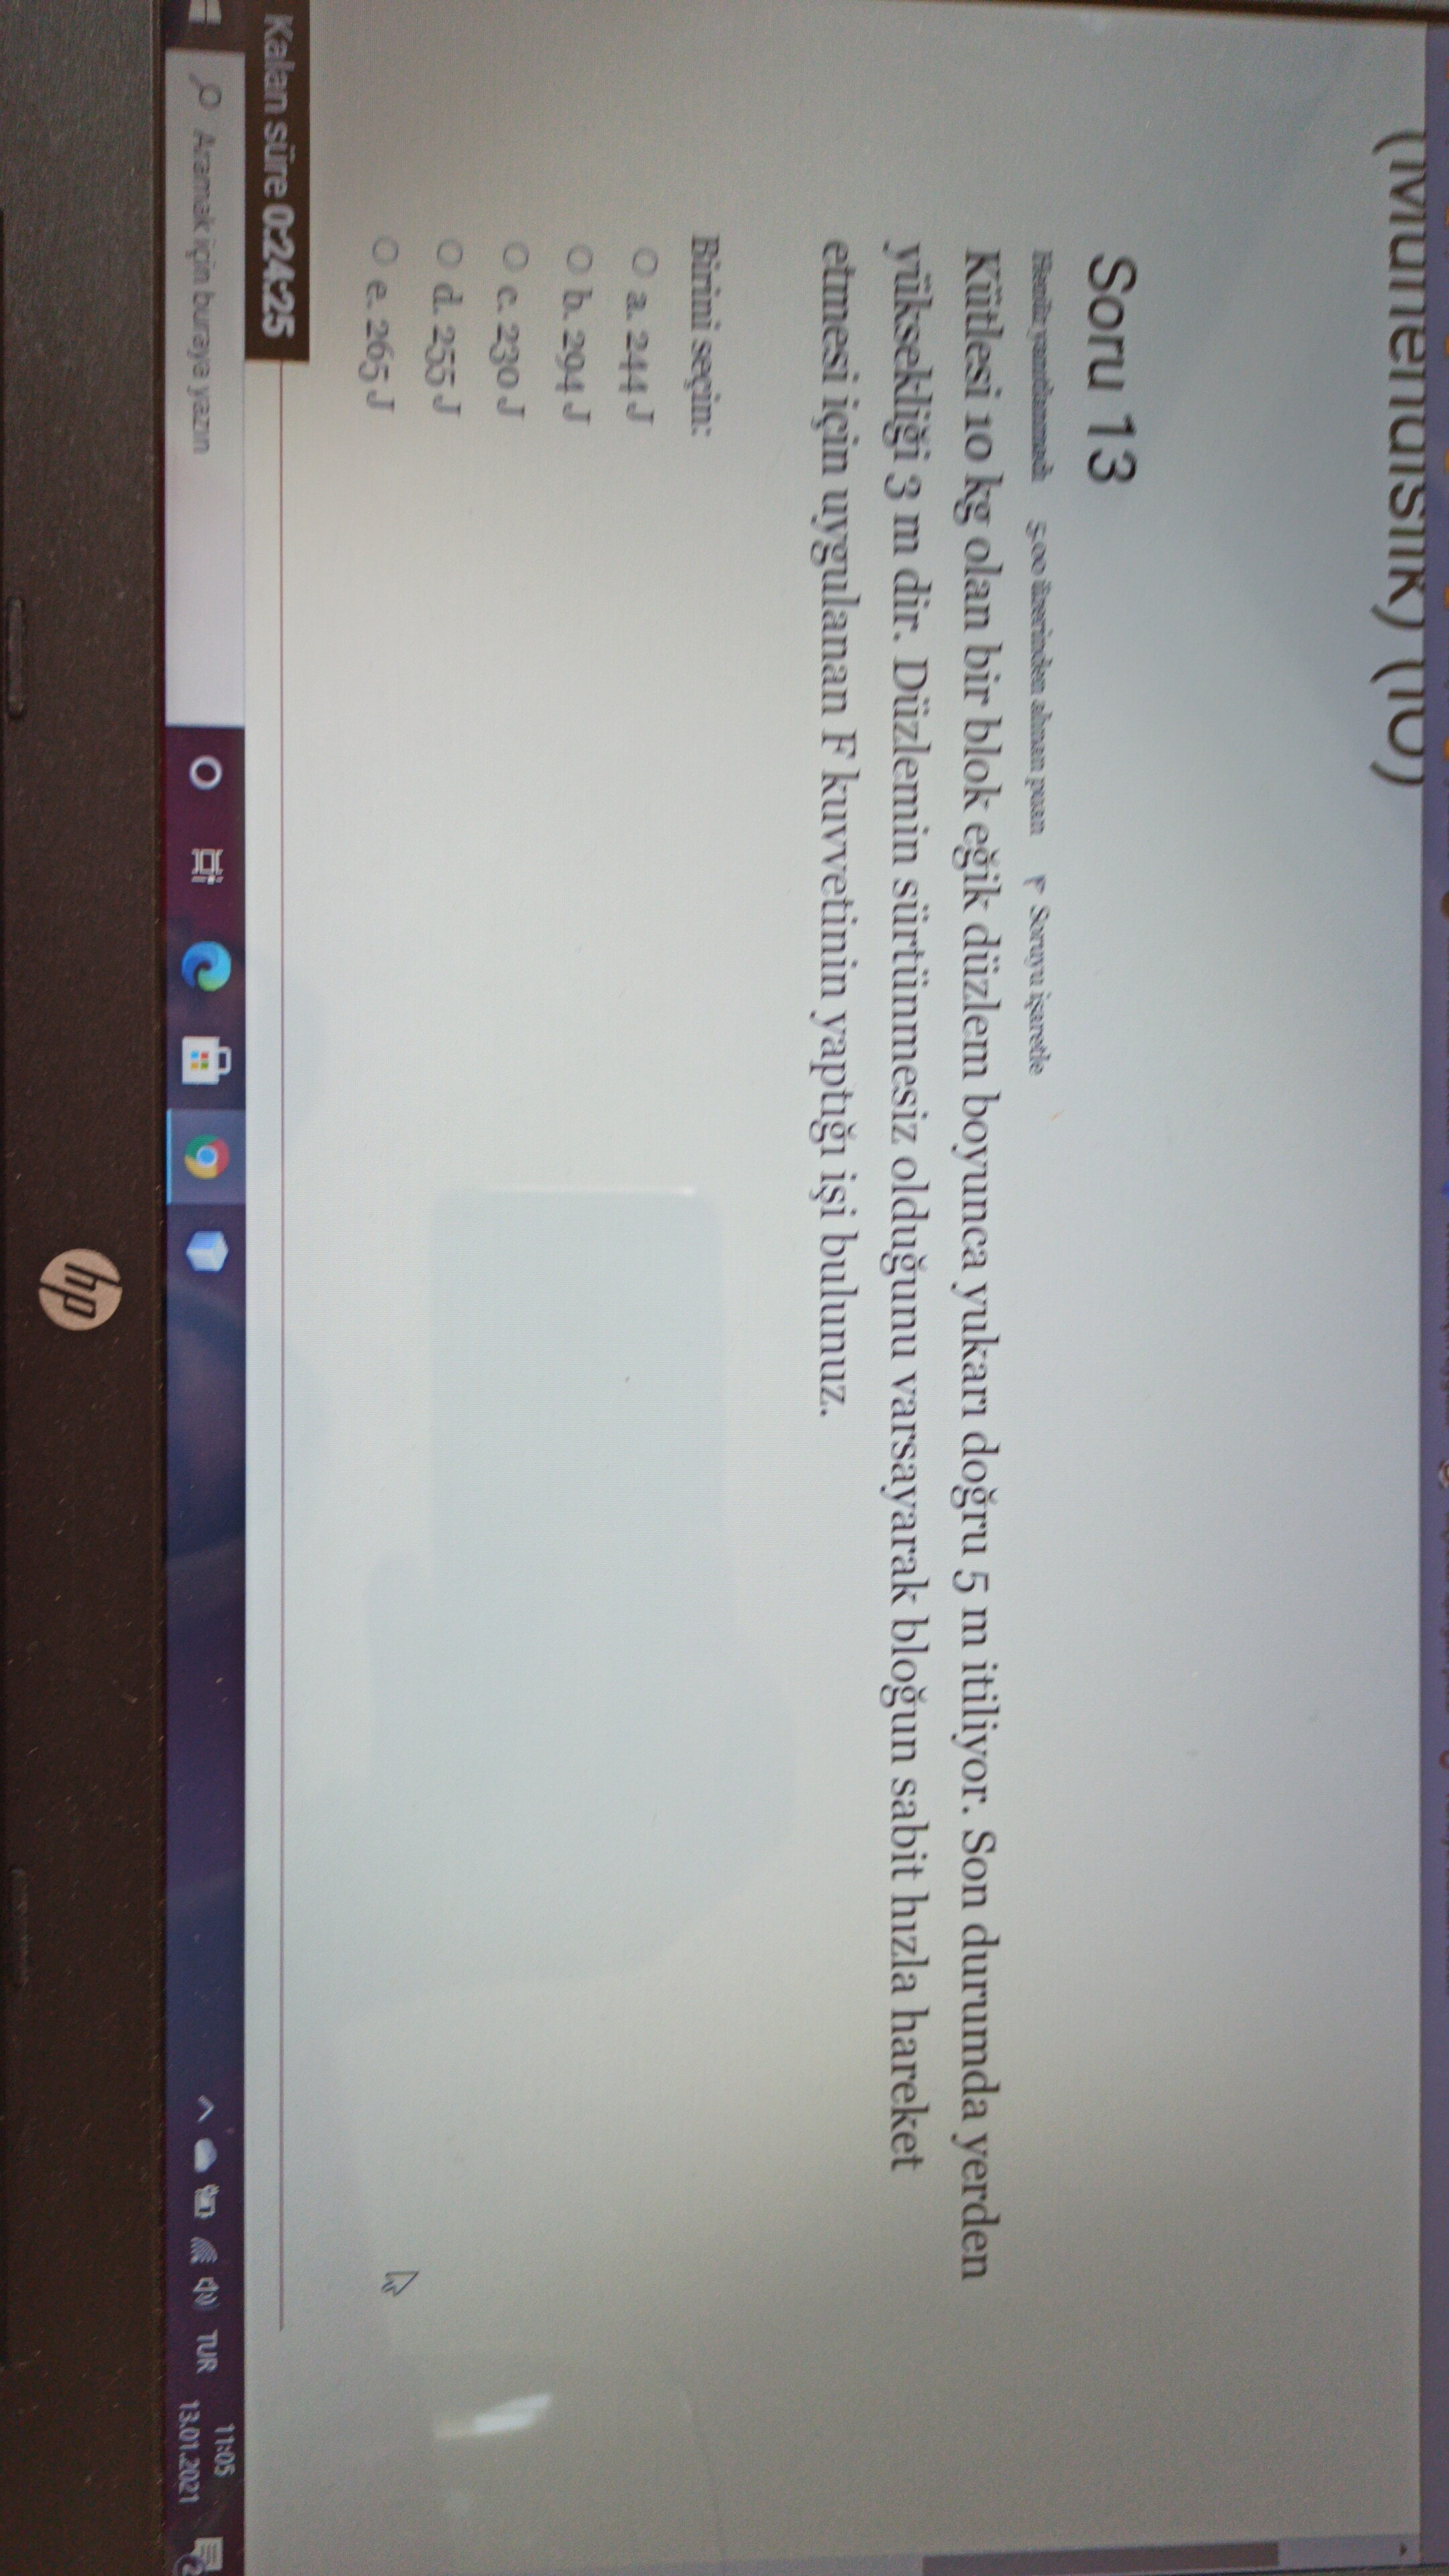 Soru 13
Henüz yanıtlanmadı 5,00 üzerinden alınan puan Soruyu işaretle
Kütlesi 10 kg olan bir blok eğik düzlem boyunca yukarı doğru 5 m itiliyor. Son durumda yerden
yüksekliği 3 m dir. Düzlemin sürtünmesiz olduğunu varsayarak bloğun sabit hızla hareket
etmesi için uygulanan F kuvvetinin yaptığı işi bulunuz.
Birini seçin:
a. 244 J
b. 294 J
c. 230 J
d. 255 J
e. 265 J
Kalan süre 0:24:25
Aramak için buraya yazın
TUR
11:05
13.01.2021
2
hp